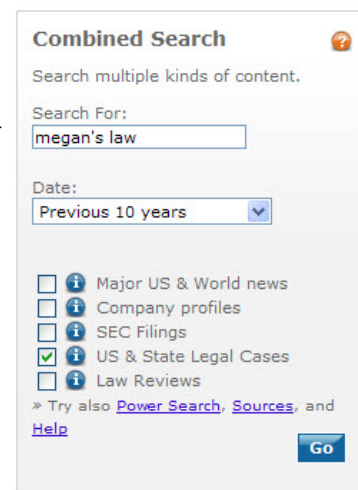 Combined Search
Search multiple kinds of content.
Search For:
megan's law
Date:
Previous 10 years
Major US & World news
Company profiles
SEC Filings
US & State Legal Cases
Law Reviews
» Try also Power Search, Sources, and
Help
Go